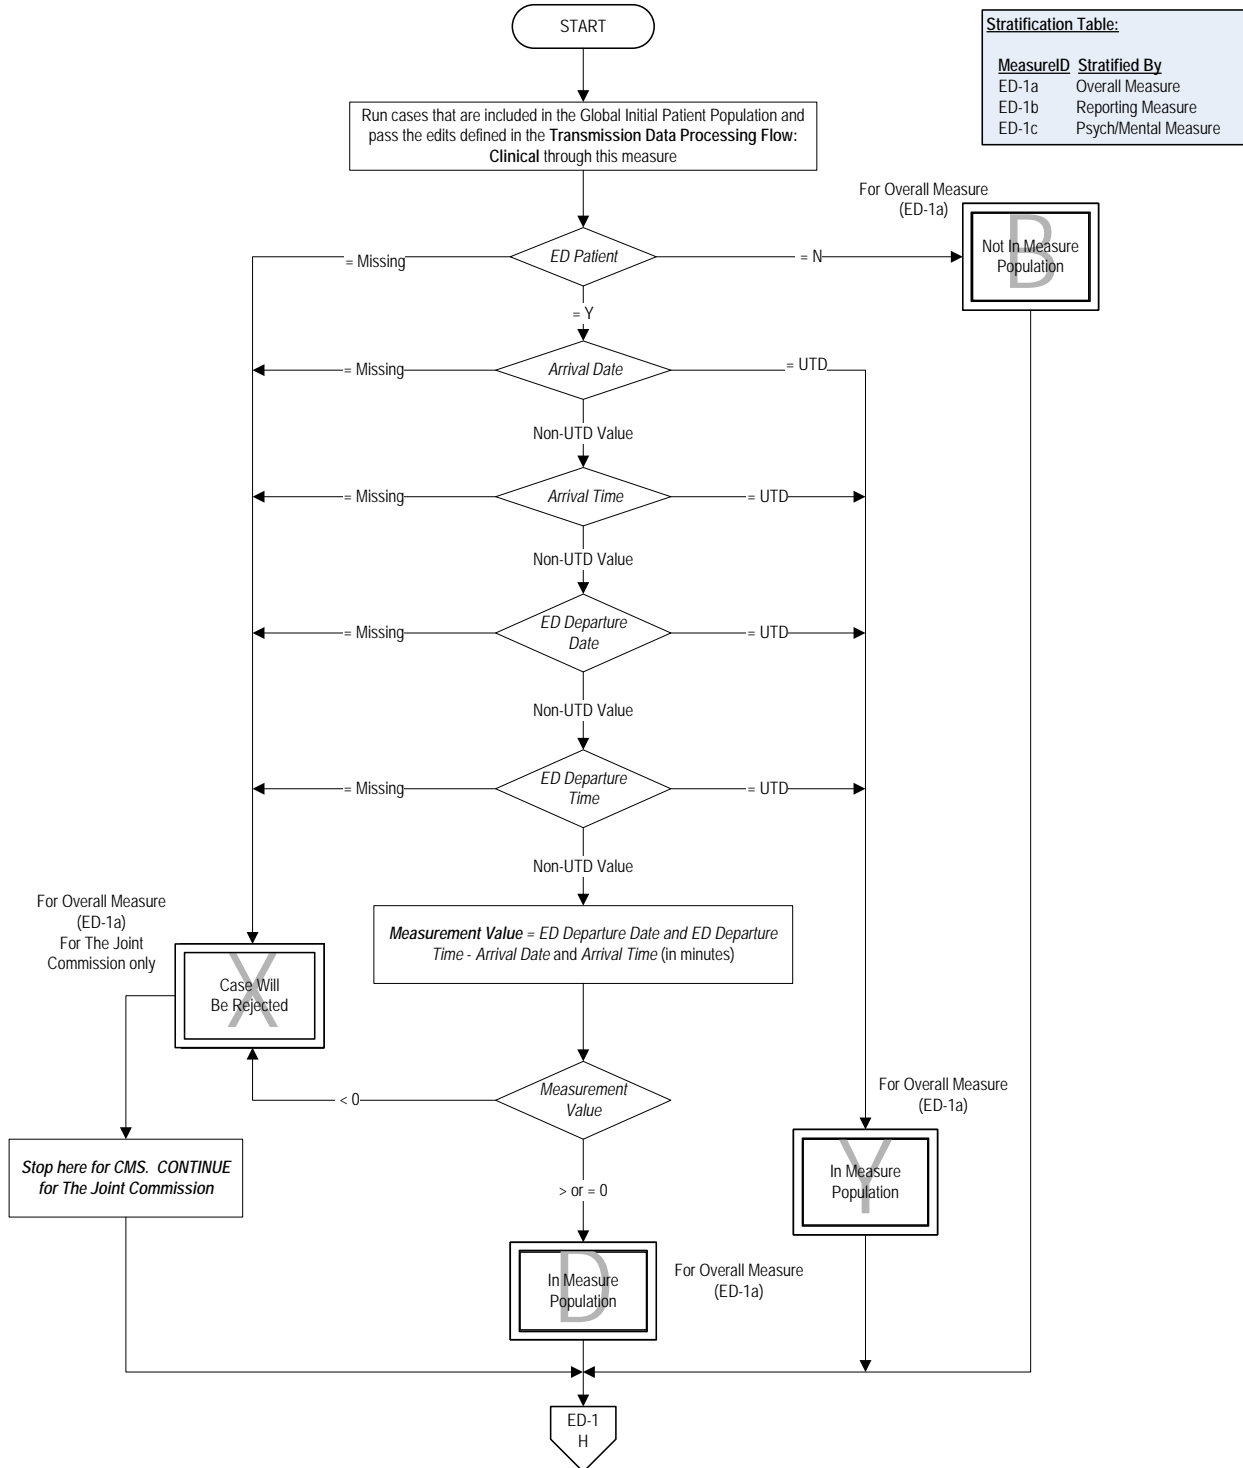 START
Stratification Table:
MeasureID Stratified By
ED-1a Overall Measure
ED-1b Reporting Measure
ED-1c Psych/Mental Measure
Run cases that are included in the Global Initial Patient Population and
pass the edits defined in the Transmission Data Processing Flow:
Clinical through this measure
For Overall Measure
(ED-1a)
B
Not In Measure
Population
= Missing
ED Patient
= N
= Y
= Missing
Arrival Date
= UTD
Non-UTD Value
= Missing
Arrival Time
= UTD
Non-UTD Value
= Missing
ED Departure
Date
= UTD
Non-UTD Value
= Missing
ED Departure
Time
= UTD
Non-UTD Value
For Overall Measure
(ED-1a)
For The Joint
Commission only
X
Case Will
Be Rejected
Measurement Value = ED Departure Date and ED Departure
Time - Arrival Date and Arrival Time (in minutes)
< 0
Measurement
Value
For Overall Measure
(ED-1a)
Stop here for CMS. CONTINUE
for The Joint Commission
> or = 0
Y
In Measure
Population
D
In Measure
Population
For Overall Measure
(ED-1a)
ED-1
H